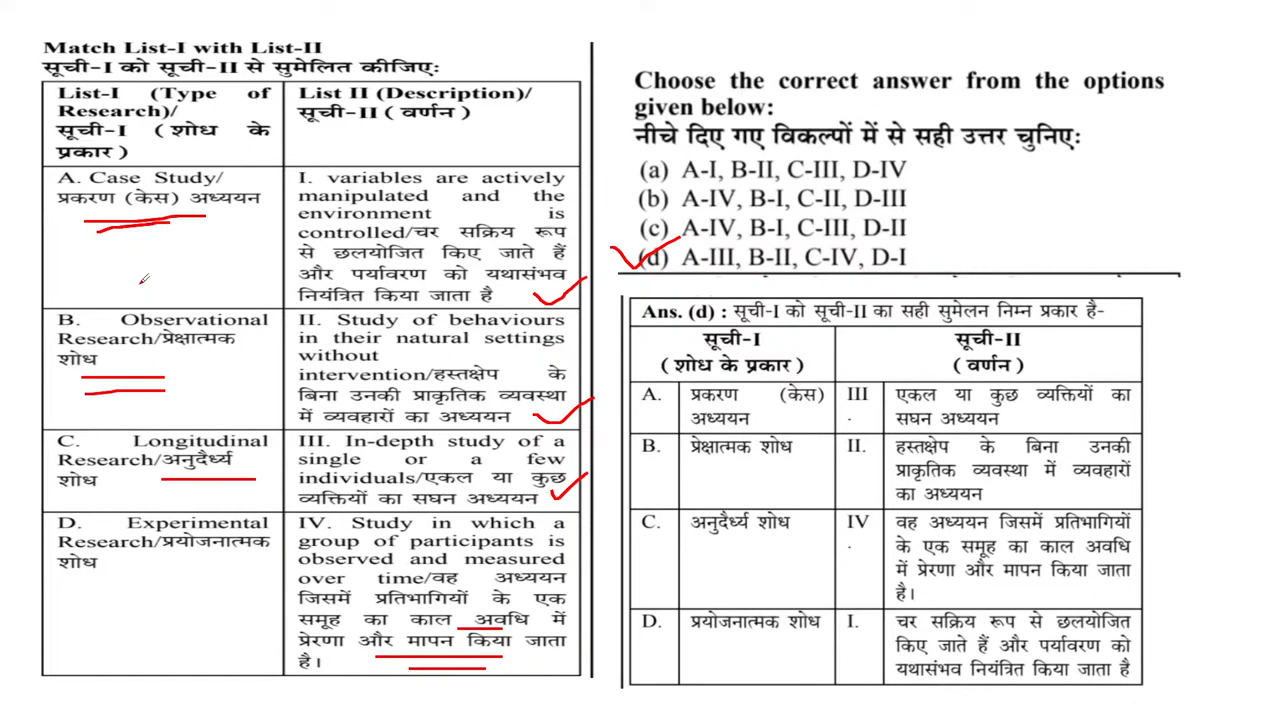 Match List-I with List-II
सूची-I को सूची-II से सुमेलित कीजिए:
List-I (Type of
Research)/
सूची-I (शोध के
प्रकार)
List II (Description)/
सूची-II (वर्णन)
A. Case Study/
प्रकरण (केस) अध्ययन
I. variables are actively
manipulated and the
environment is
controlled/चर सक्रिय रूप
से छलयोजित किए जाते हैं
और पर्यावरण को यथासंभव
नियंत्रित किया जाता है
B. Observational
Research/प्रेक्षात्मक
शोध
II. Study of behaviours
in their natural settings
without
intervention/हस्तक्षेप के
बिना उनकी प्राकृतिक व्यवस्था
में व्यवहारों का अध्ययन
C. Longitudinal
Research/अनुदैर्ध्य
शोध
III. In-depth study of a
single or a few
individuals/एकल या कुछ
व्यक्तियों का सघन अध्ययन
D. Experimental
Research/प्रयोजनात्मक
शोध
IV. Study in which a
group of participants is
observed and measured
over time/वह अध्ययन
जिसमें प्रतिभागियों के एक
समूह का काल अवधि में
प्रेरणा और मापन किया जाता
है।
Choose the correct answer from the options
given below:
नीचे दिए गए विकल्पों में से सही उत्तर चुनिए:
(a) A-I, B-II, C-III, D-IV
(b) A-IV, B-I, C-II, D-III
(c) A-IV, B-I, C-III, D-II
(d) A-III, B-II, C-IV, D-I
Ans. (d) : सूची-I को सूची-II का सही सुमेलन निम्न प्रकार है-
सूची-I
(शोध के प्रकार)
सूची-II
(वर्णन)
A. प्रकरण (केस)
अध्ययन
III
.
एकल या कुछ व्यक्तियों का
सघन अध्ययन
B. प्रेक्षात्मक शोध
II.
हस्तक्षेप के बिना उनकी
प्राकृतिक व्यवस्था में व्यवहारों
का अध्ययन
C. अनुदैर्ध्य शोध
IV
.
वह अध्ययन जिसमें प्रतिभागियों
के एक समूह का काल अवधि
में प्रेरणा और मापन किया जाता
है।
D. प्रयोजनात्मक शोध
I.
चर सक्रिय रूप से छलयोजित
किए जाते हैं और पर्यावरण को
यथासंभव नियंत्रित किया जाता है